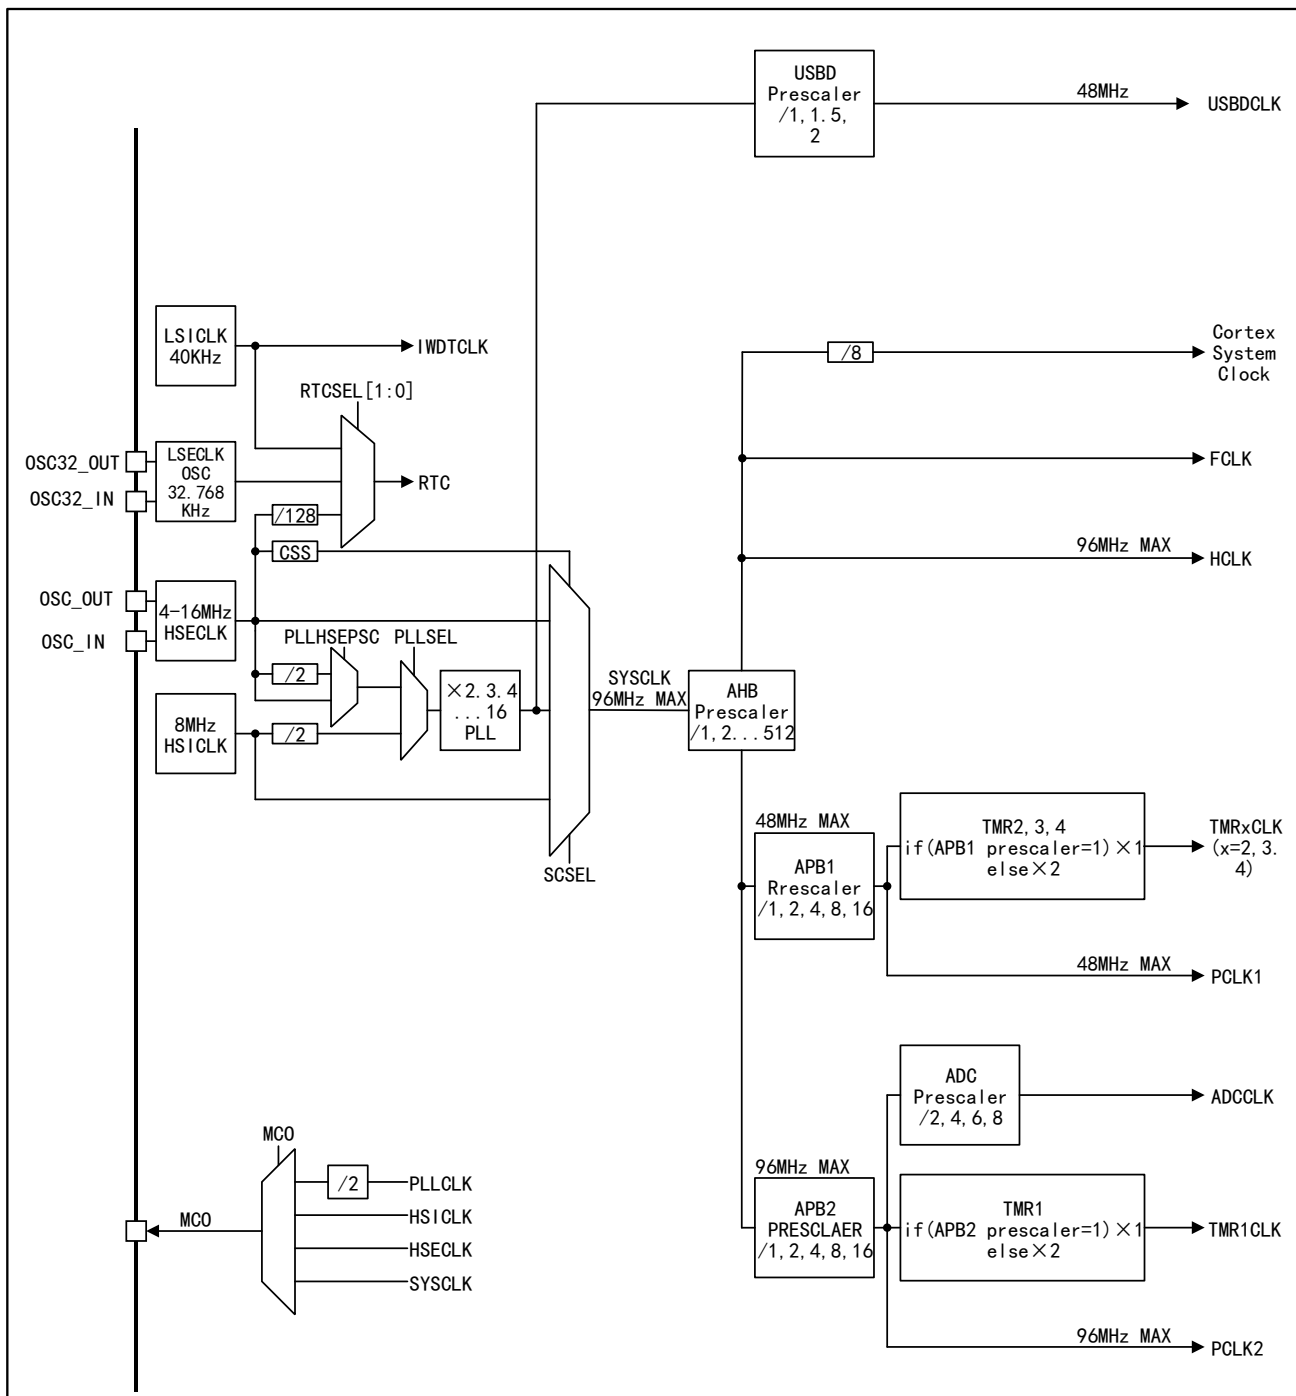 USBD
Prescaler
/1, 1.5,
2
48MHz
USBDCLK
LSICLK
40KHz
IWDTCLK
RTCSEL[1:0]
OSC32_OUT
OSC32_IN
LSECLK
OSC
32.768
KHz
RTC
/128
CSS
OSC_OUT
OSC_IN
4-16MHz
HSECLK
PLLHSEPSC
PLLSEL
/2
×2.3.4
...16
PLL
8MHz
HSICLK
/2
SCSEL
SYSCLK
96MHz MAX
AHB
Prescaler
/1,2...512
/8
Cortex
System
Clock
FCLK
96MHz MAX
HCLK
48MHz MAX
APB1
Rrescaler
/1,2,4,8,16
TMR2,3,4
if(APB1 prescaler=1)×1
else×2
TMRxCLK
(x=2,3.
4)
48MHz MAX
PCLK1
ADC
Prescaler
/2,4,6,8
ADCCLK
96MHz MAX
APB2
PRESCLAER
/1,2,4,8,16
TMR1
if(APB2 prescaler=1)×1
else×2
TMR1CLK
96MHz MAX
PCLK2
MCO
MCO
/2
PLLCLK
HSICLK
HSECLK
SYSCLK